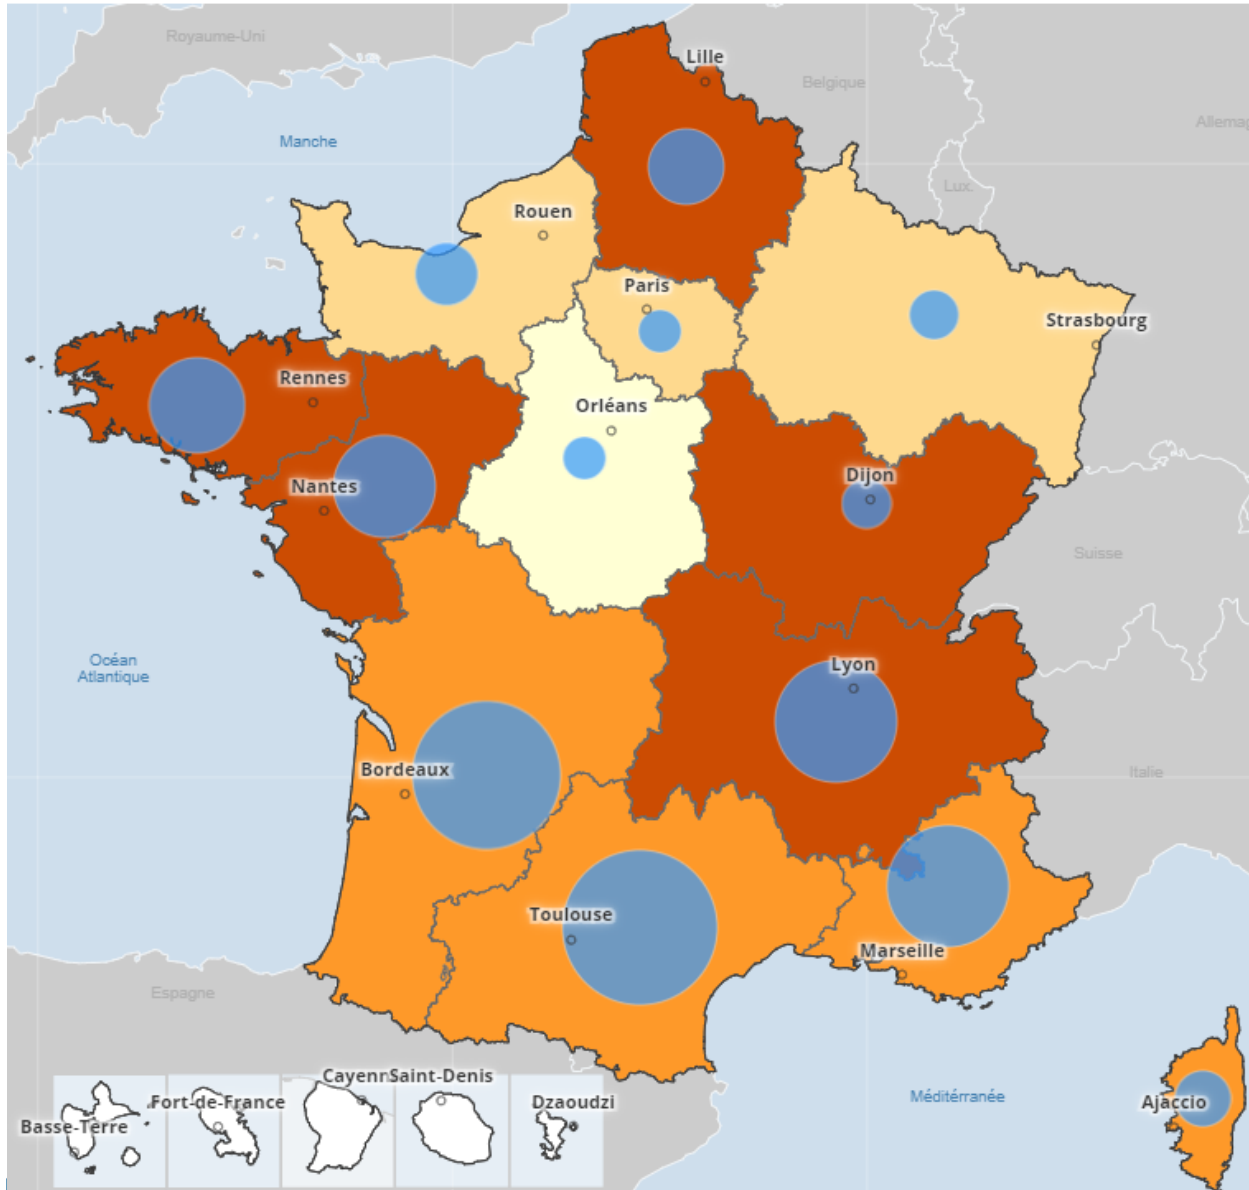 Royaume-Uni
Lille
Belgique
Allemag
Manche
Lux.
Rouen
Paris
Strasbourg
Rennes
Orléans
Dijon
Nantes
Suisse
Océan
Atlantique
Lyon
Bordeaux
Italie
Toulouse
Marseille
Espagne
Cayenn
Saint-Denis
Méditérranée
Fort-de-France
Dzaoudzi
Ajaccio
Basse-Terre